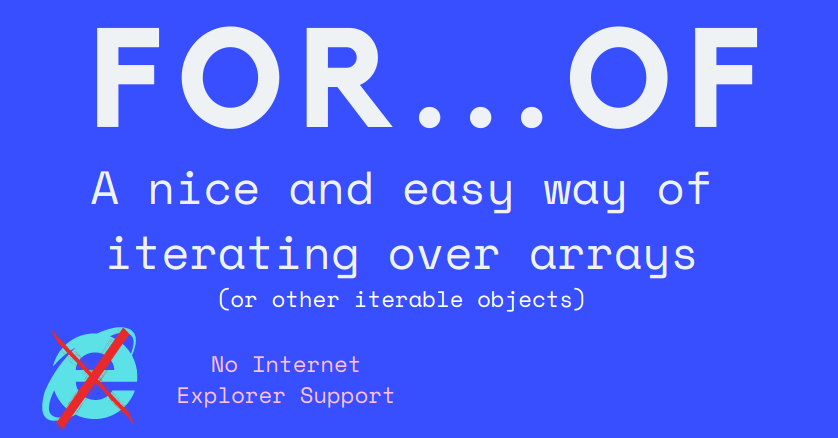 FOR...OF
A nice and easy way of
iterating over arrays
(or other iterable objects)
No Internet
Explorer Support